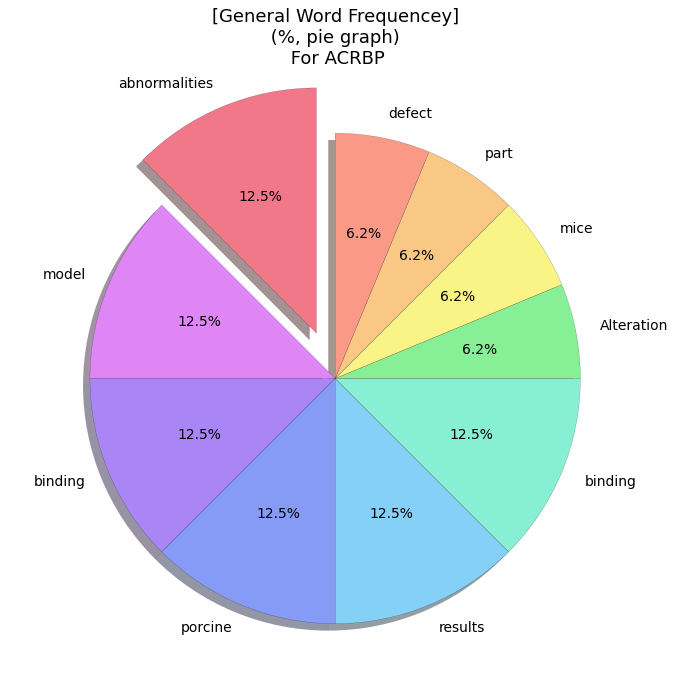 [General Word Frequencey]
(%, pie graph)
For ACRBP
abnormalities
defect
part
12.5%
6.2%
mice
6.2%
model
6.2%
12.5%
Alteration
6.2%
12.5%
12.5%
binding
binding
12.5%
12.5%
porcine
results